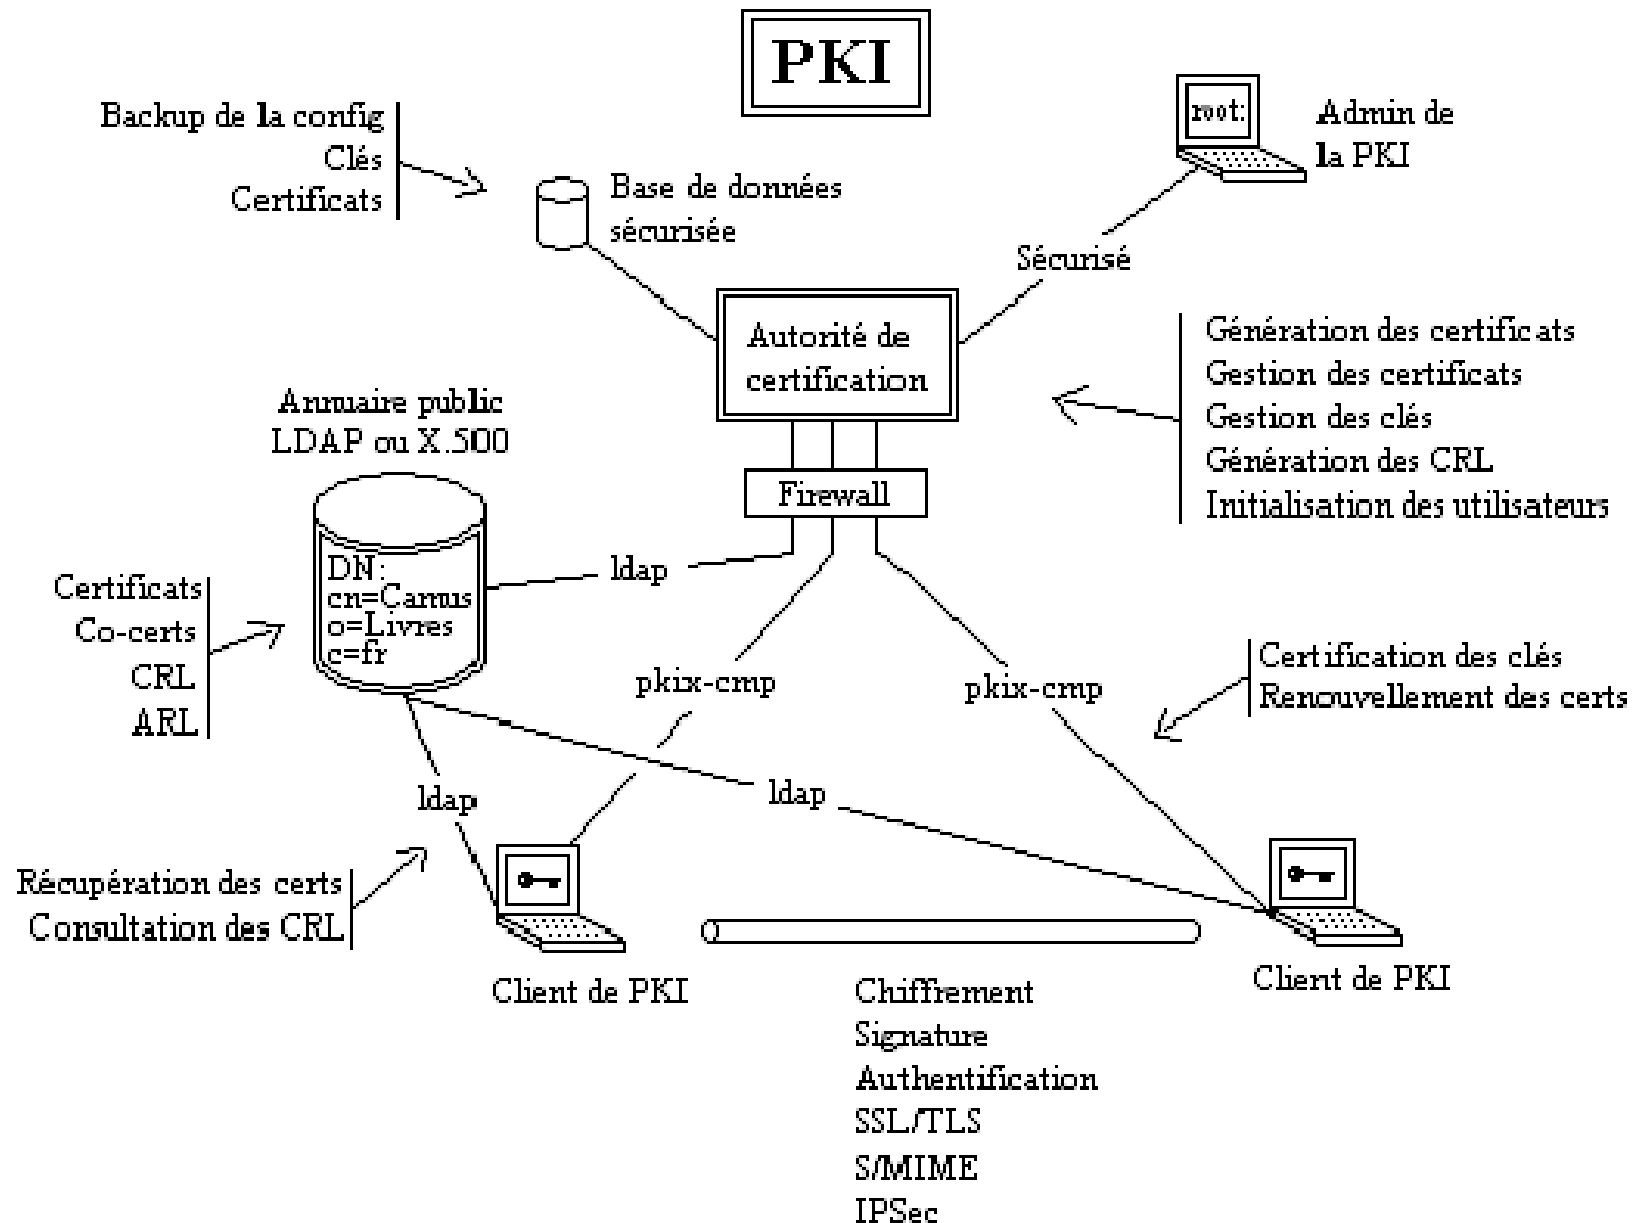 PKI
Backup de la config
Clés
Certificats
Base de données
sécurisée
root:
Admin de
la PKI
Sécurisé
Autorité de
certification
Génération des certificats
Gestion des certificats
Gestion des clés
Génération des CRL
Initialisation des utilisateurs
Annuaire public
LDAP ou X.500
Firewall
DN:
cn=Camus
o=Livres
c=fr
ldap
Certificats
Co-certs
CRL
ARL
pkix-cmp
pkix-cmp
Certification des clés
Renouvellement des certs
ldap
ldap
Récupération des certs
Consultation des CRL
Client de PKI
Client de PKI
Chiffrement
Signature
Authentification
SSL/TLS
S/MIME
IPSec